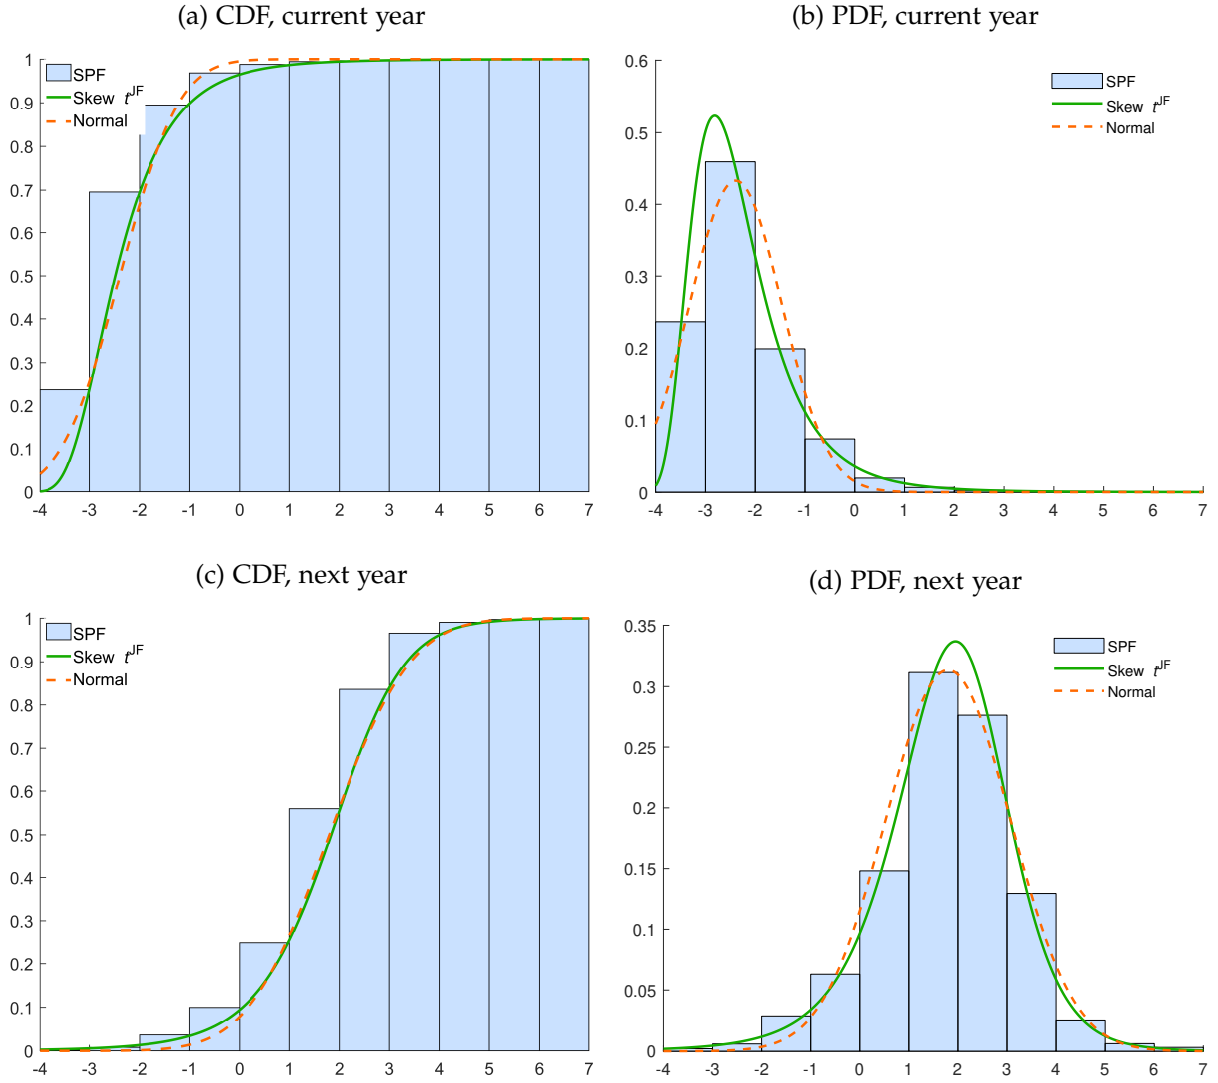 (a) CDF, current year
1
0.9
0.8
0.7
0.6
0.5
0.4
0.3
0.2
0.1
0
-4 -3 -2 -1 0 1 2 3 4 5 6 7
SPF
Skew t^JF
Normal
(b) PDF, current year
0.6
0.5
0.4
0.3
0.2
0.1
0
-4 -3 -2 -1 0 1 2 3 4 5 6 7
SPF
Skew t^JF
Normal
(c) CDF, next year
1
0.9
0.8
0.7
0.6
0.5
0.4
0.3
0.2
0.1
0
-4 -3 -2 -1 0 1 2 3 4 5 6 7
SPF
Skew t^JF
Normal
(d) PDF, next year
0.35
0.3
0.25
0.2
0.15
0.1
0.05
0
-4 -3 -2 -1 0 1 2 3 4 5 6 7
SPF
Skew t^JF
Normal